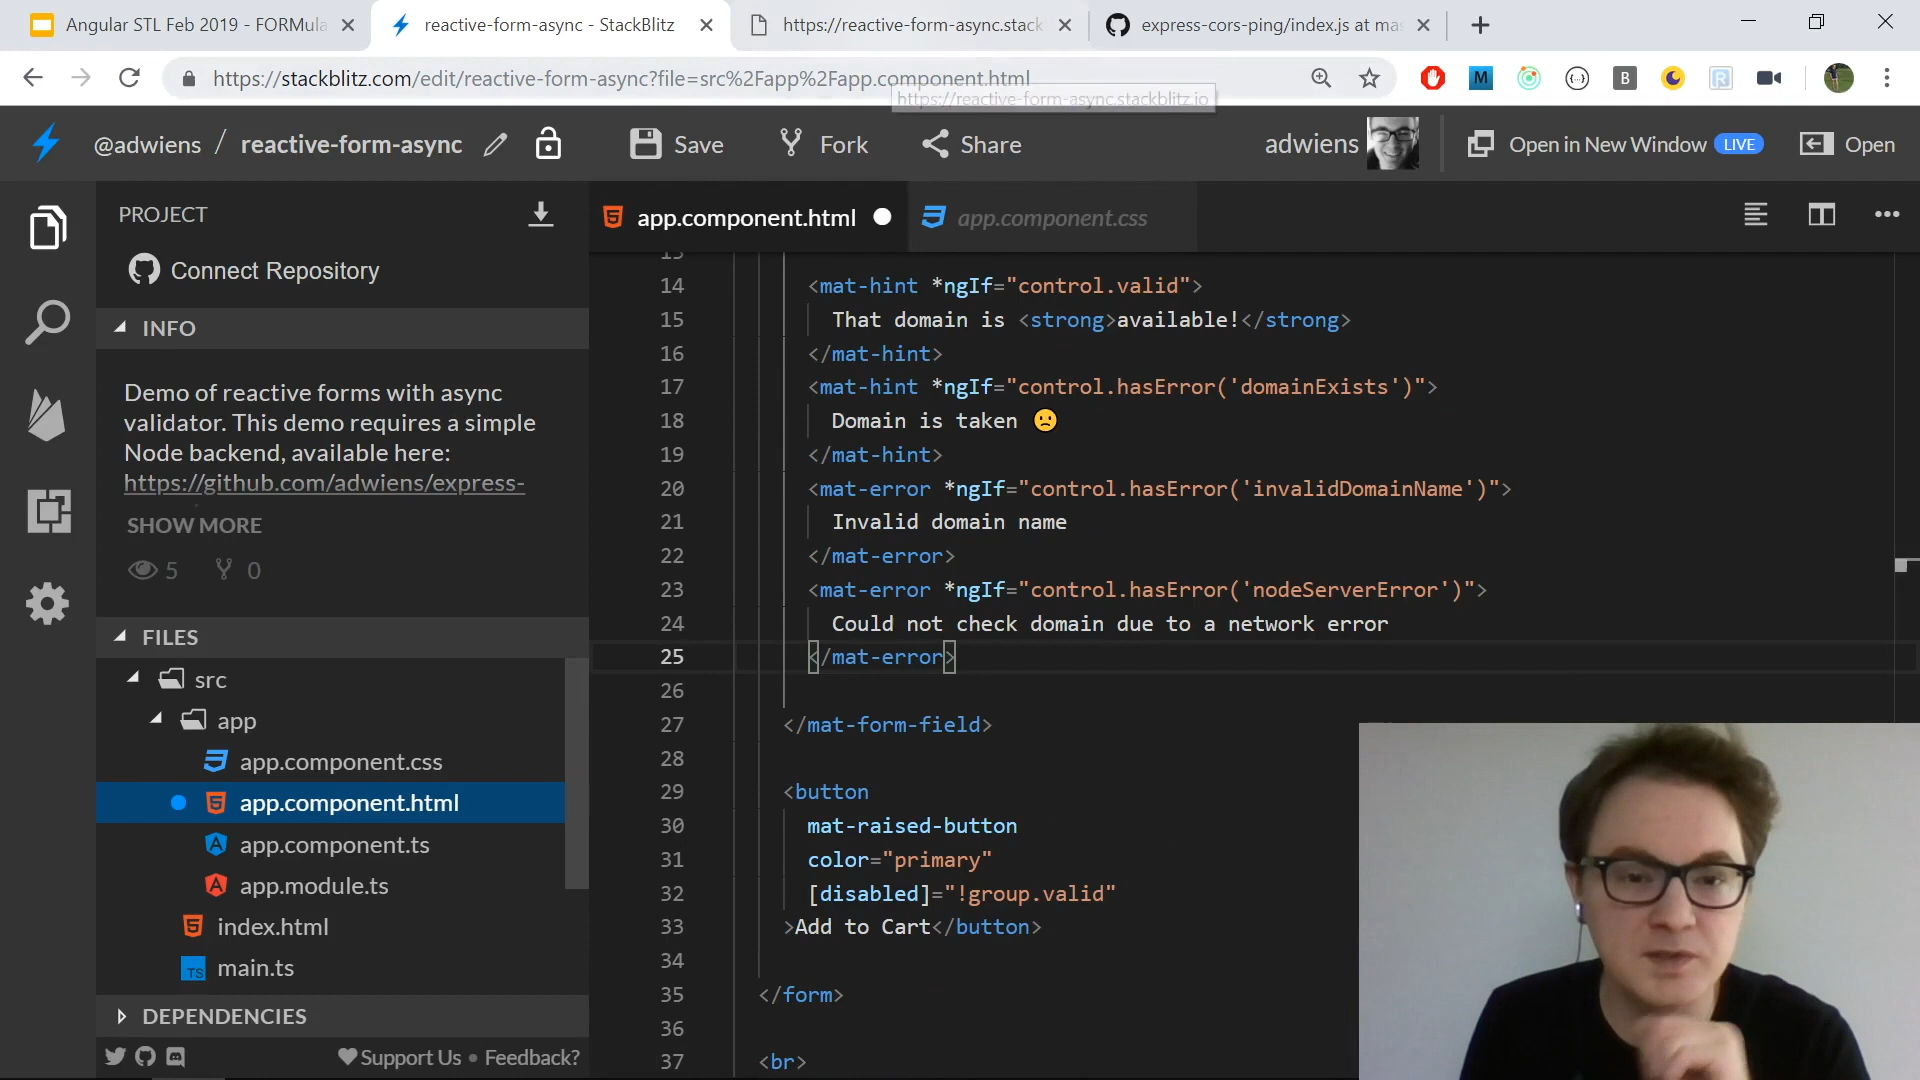 Angular STL Feb 2019 - FORMula
reactive-form-async - StackBlitz
https://reactive-form-async.stack
express-cors-ping/index.js at mas
https://stackblitz.com/edit/reactive-form-async?file=src%2Fapp%2Fapp.component.html
https://reactive-form-async.stackblitz.io
@adwiens / reactive-form-async
Save
Fork
Share
adwiens
Open in New Window LIVE
Open
PROJECT
Connect Repository
INFO
Demo of reactive forms with async
validator. This demo requires a simple
Node backend, available here:
https://github.com/adwiens/express-
SHOW MORE
5 0
FILES
src
app
app.component.css
app.component.html
app.component.ts
app.module.ts
index.html
TS main.ts
DEPENDENCIES
Support Us • Feedback?
app.component.html
app.component.css
13
14 <mat-hint *ngIf="control.valid">
15 That domain is <strong>available!</strong>
16 </mat-hint>
17 <mat-hint *ngIf="control.hasError('domainExists')">
18 Domain is taken 🙁
19 </mat-hint>
20 <mat-error *ngIf="control.hasError('invalidDomainName')">
21 Invalid domain name
22 </mat-error>
23 <mat-error *ngIf="control.hasError('nodeServerError')">
24 Could not check domain due to a network error
25 </mat-error>
26
27 </mat-form-field>
28
29 <button
30 mat-raised-button
31 color="primary"
32 [disabled]="!group.valid"
33 >Add to Cart</button>
34
35 </form>
36
37 <br>